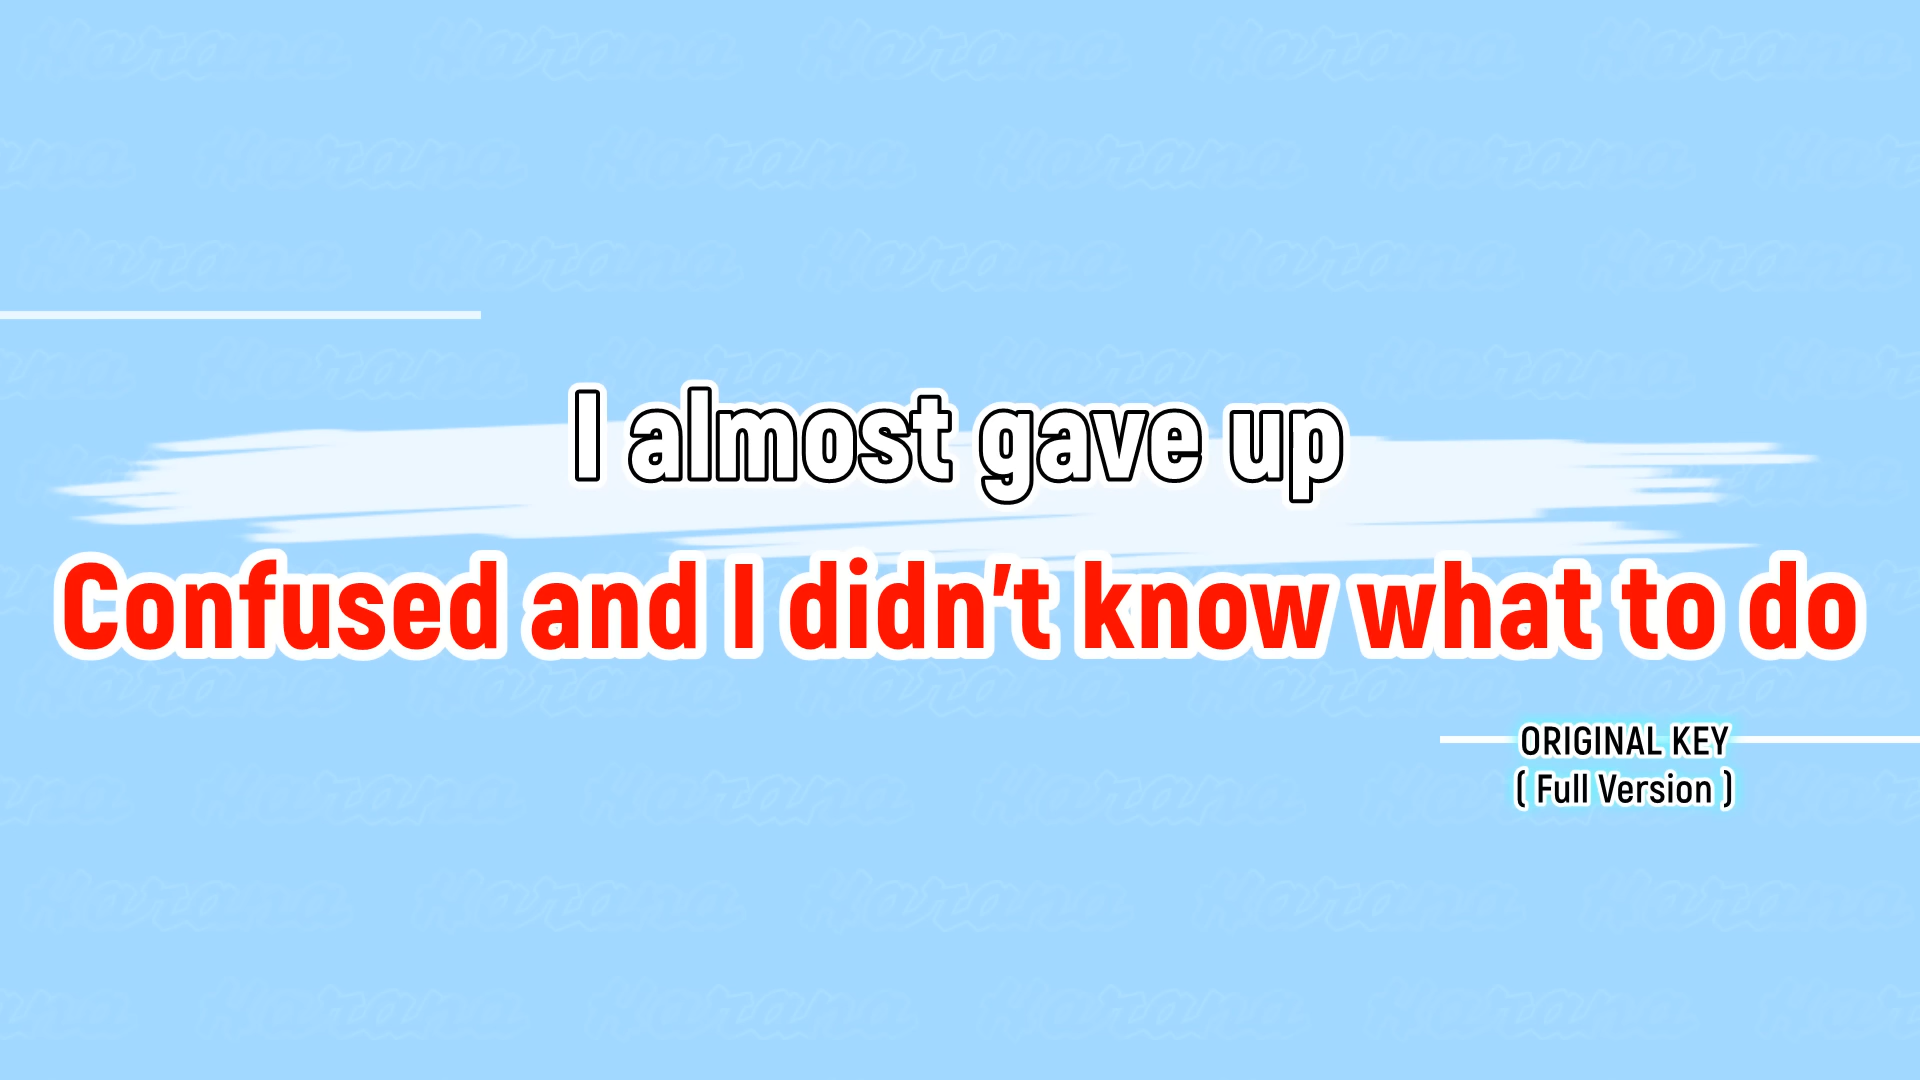 I almost gave up
Confused and I didn’t know what to do
ORIGINAL KEY
( Full Version )